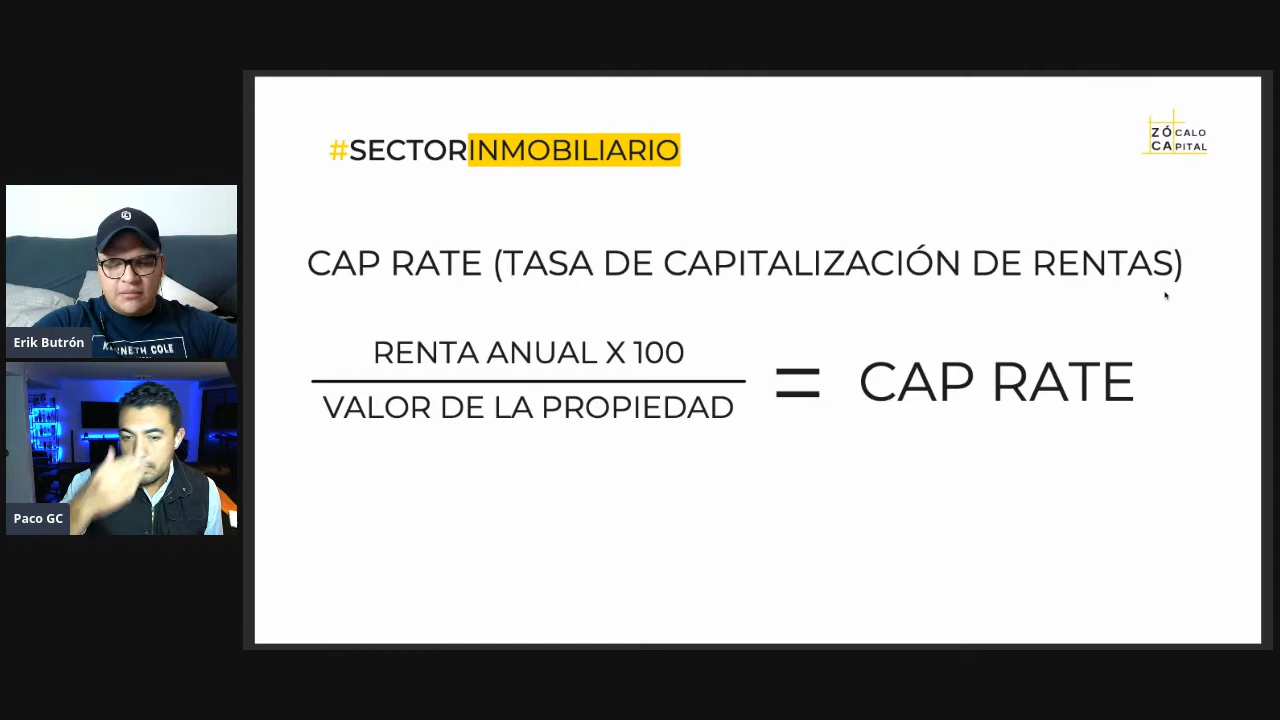 #SECTORINMOBILIARIO
ZÓCALO
CAPITAL
CAP RATE (TASA DE CAPITALIZACIÓN DE RENTAS)
RENTA ANUAL X 100
VALOR DE LA PROPIEDAD
= CAP RATE
Erik Butrón
KENNETH COLE
Paco GC